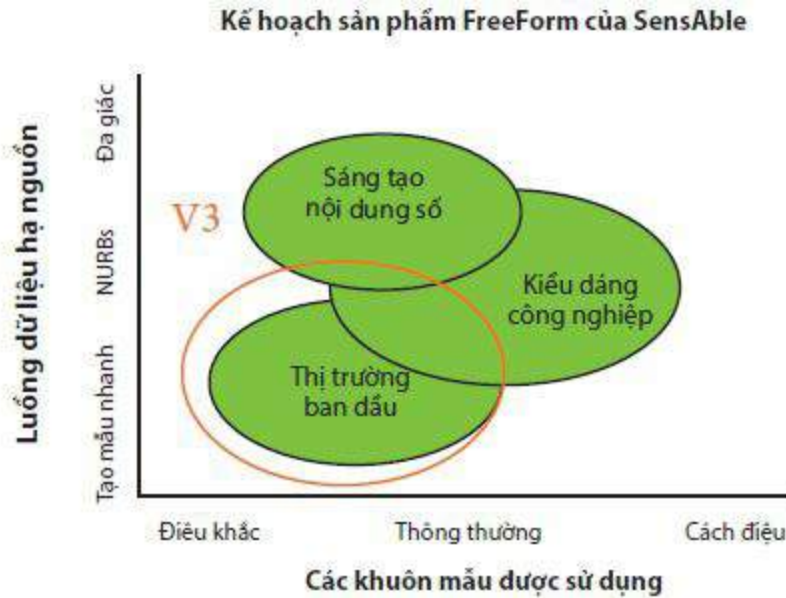 Kế hoạch sản phẩm FreeForm của SensAble
Luồng dữ liệu hạ nguồn
Đa giác
NURBs
Tạo mẫu nhanh
V3
Sáng tạo
nội dung số
Kiểu dáng
công nghiệp
Thị trường
ban dầu
Điêu khắc
Thông thường
Cách điệu
Các khuôn mẫu được sử dụng